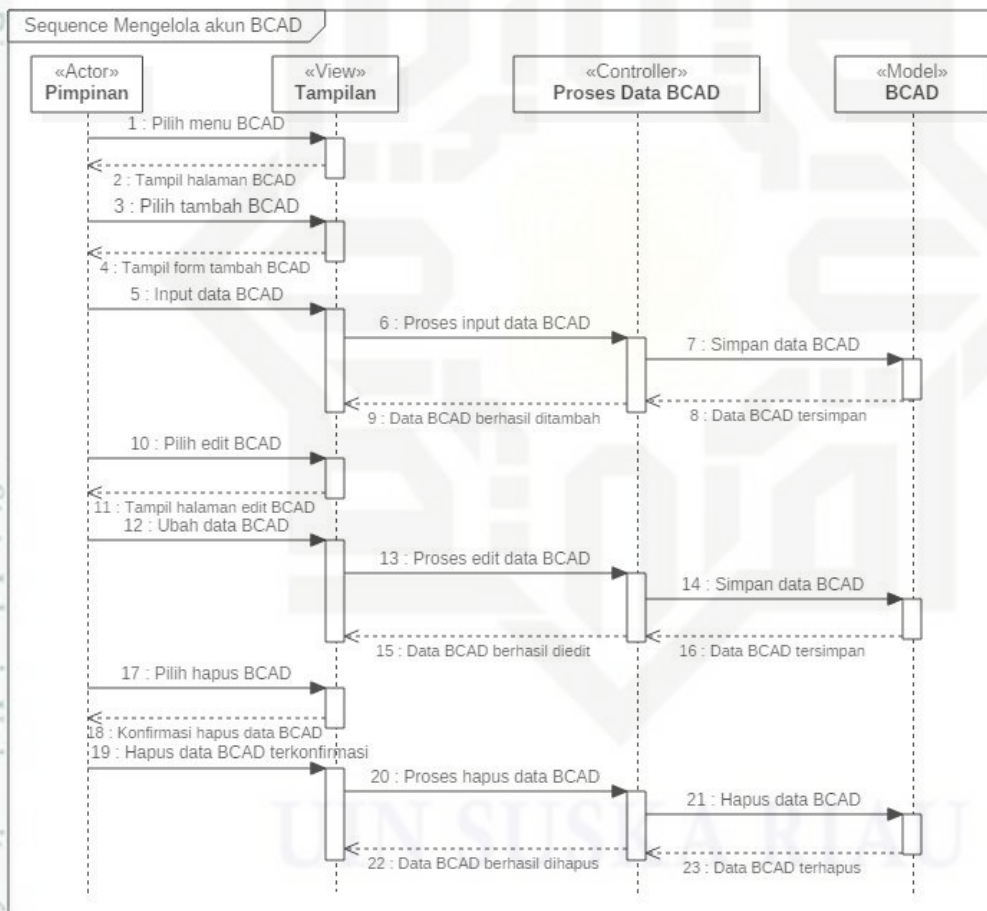 Sequence Mengelola akun BCAD
«Actor»
Pimpinan
«View»
Tampilan
«Controller»
Proses Data BCAD
«Model»
BCAD
1 : Pilih menu BCAD
2 : Tampil halaman BCAD
3 : Pilih tambah BCAD
4 : Tampil form tambah BCAD
5 : Input data BCAD
6 : Proses input data BCAD
7 : Simpan data BCAD
8 : Data BCAD tersimpan
9 : Data BCAD berhasil ditambah
10 : Pilih edit BCAD
11 : Tampil halaman edit BCAD
12 : Ubah data BCAD
13 : Proses edit data BCAD
14 : Simpan data BCAD
15 : Data BCAD berhasil diedit
16 : Data BCAD tersimpan
17 : Pilih hapus BCAD
18 : Konfirmasi hapus data BCAD
19 : Hapus data BCAD terkonfirmasi
20 : Proses hapus data BCAD
21 : Hapus data BCAD
22 : Data BCAD berhasil dihapus
23 : Data BCAD terhapus
UIN SUSKA RIAU